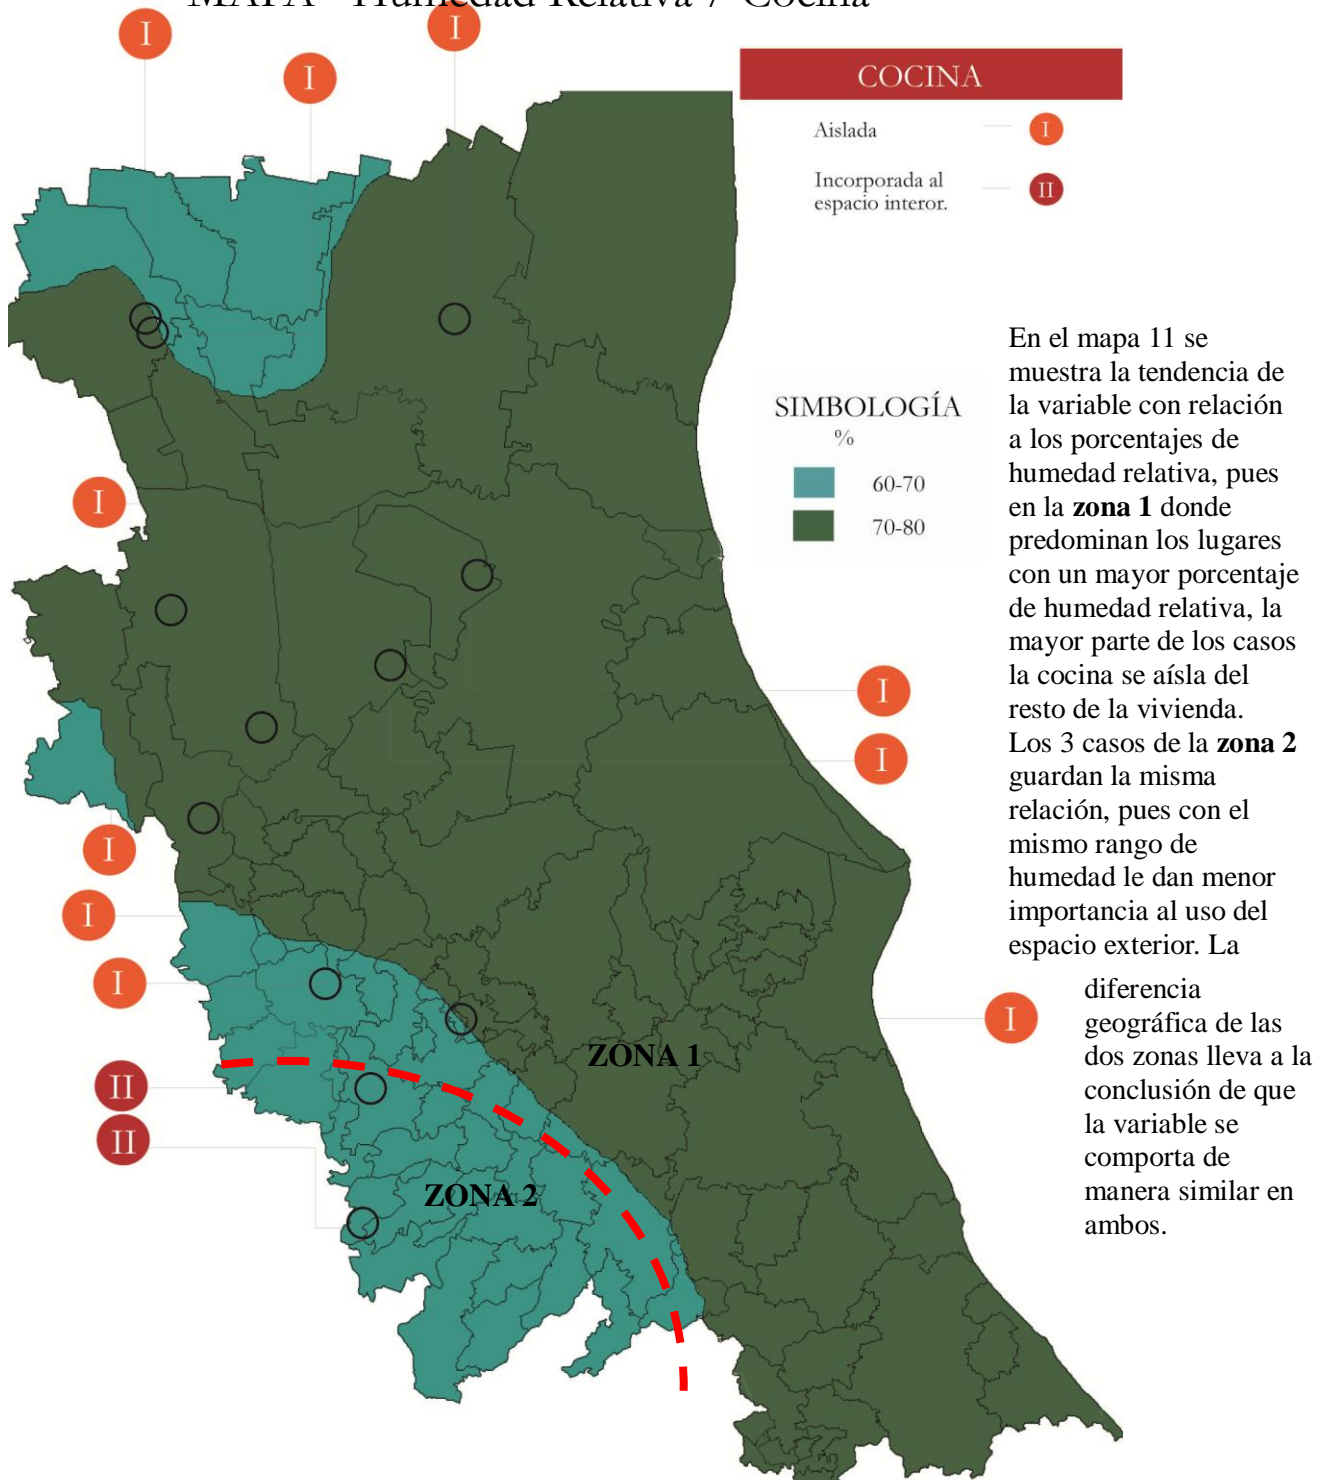 MAPA - Humedad Relativa / Cocina
I
I
I
COCINA
Aislada
I
Incorporada al
II
espacio interor.
En el mapa 11 se
muestra la tendencia de
la variable con relación
a los porcentajes de
humedad relativa, pues
en la zona 1 donde
predominan los lugares
con un mayor porcentaje
de humedad relativa, la
mayor parte de los casos
la cocina se aísla del
resto de la vivienda.
Los 3 casos de la zona 2
guardan la misma
relación, pues con el
mismo rango de
humedad le dan menor
importancia al uso del
espacio exterior. La
diferencia
geográfica de las
dos zonas lleva a la
conclusión de que
la variable se
comporta de
manera similar en
ambos.
SIMBOLOGÍA
%
60-70
70-80
I
I
I
I
I
I
I
ZONA 1
II
II
ZONA 2